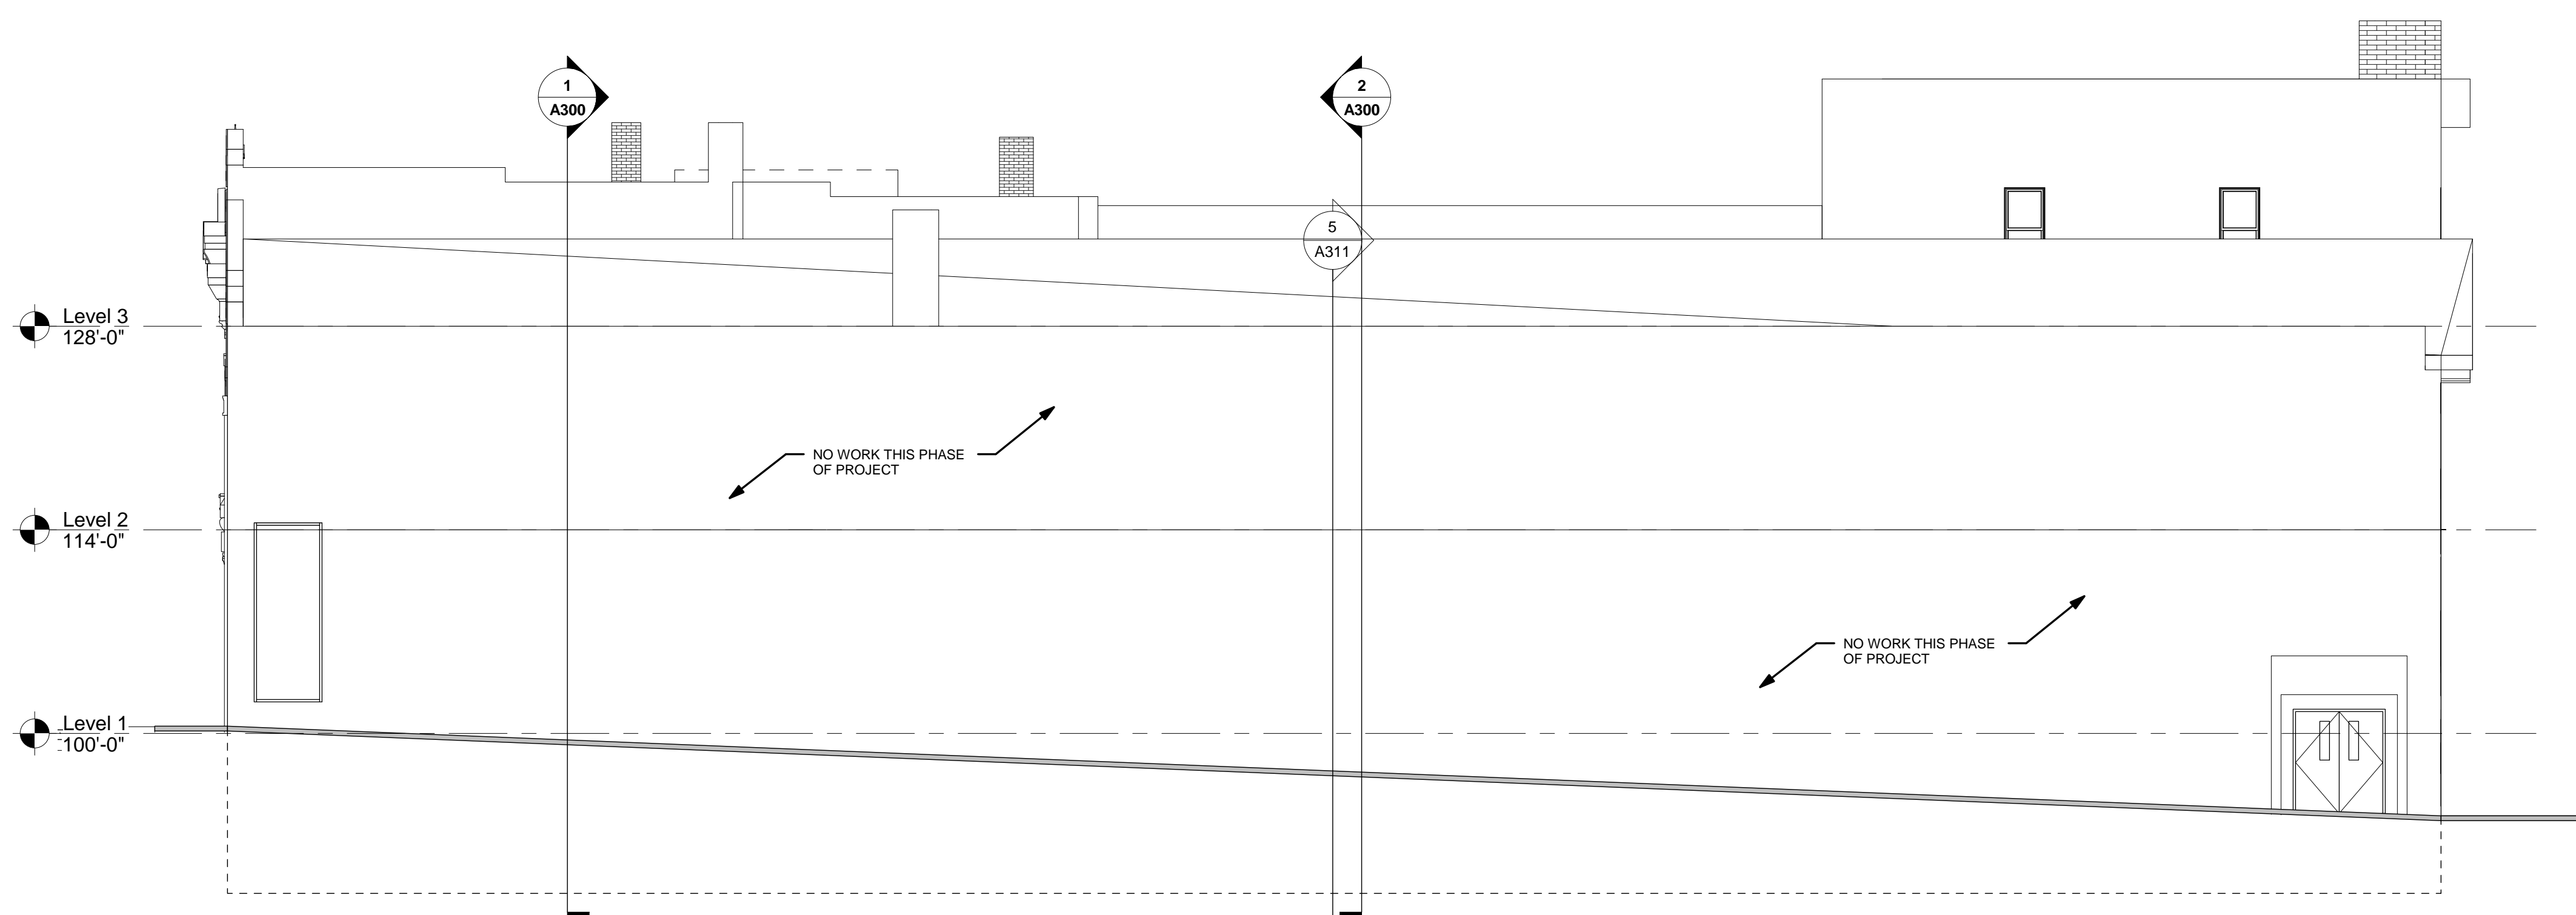 1
A300
2
A300
5
A311
Level 3
128'-0"
NO WORK THIS PHASE
OF PROJECT
Level 2
114'-0"
NO WORK THIS PHASE
OF PROJECT
Level 1
100'-0"